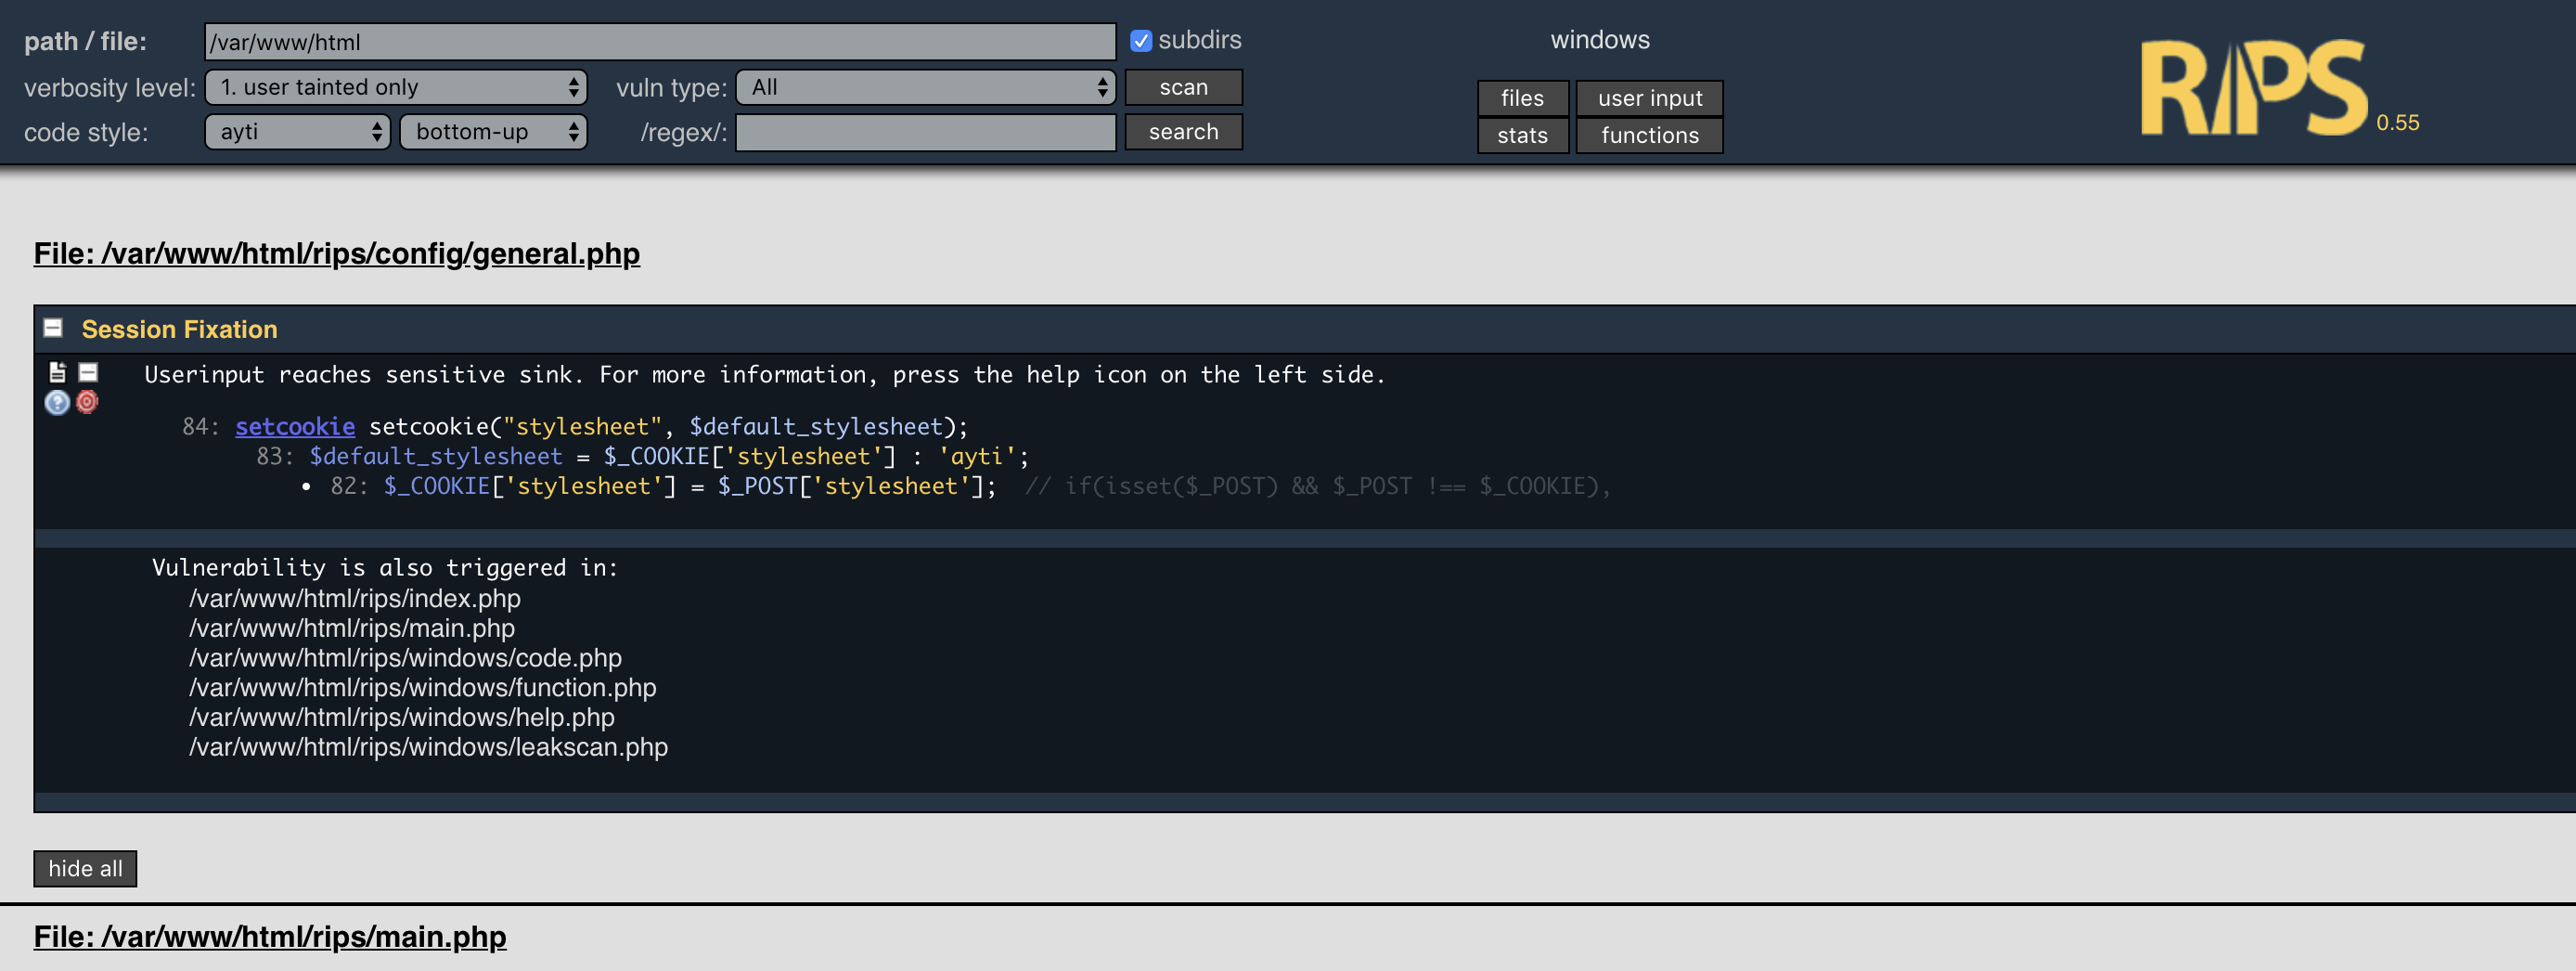 path / file: /var/www/html subdirs windows
verbosity level: 1. user tainted only vuln type: All scan files user input
code style: ayti bottom-up /regex/: search stats functions
RIPS 0.55
File: /var/www/html/rips/config/general.php
Session Fixation
Userinput reaches sensitive sink. For more information, press the help icon on the left side.
84: setcookie setcookie("stylesheet", $default_stylesheet);
83: $default_stylesheet = $_COOKIE['stylesheet'] : 'ayti';
• 82: $_COOKIE['stylesheet'] = $_POST['stylesheet']; // if(isset($_POST) && $_POST !== $_COOKIE),
Vulnerability is also triggered in:
/var/www/html/rips/index.php
/var/www/html/rips/main.php
/var/www/html/rips/windows/code.php
/var/www/html/rips/windows/function.php
/var/www/html/rips/windows/help.php
/var/www/html/rips/windows/leakscan.php
hide all
File: /var/www/html/rips/main.php